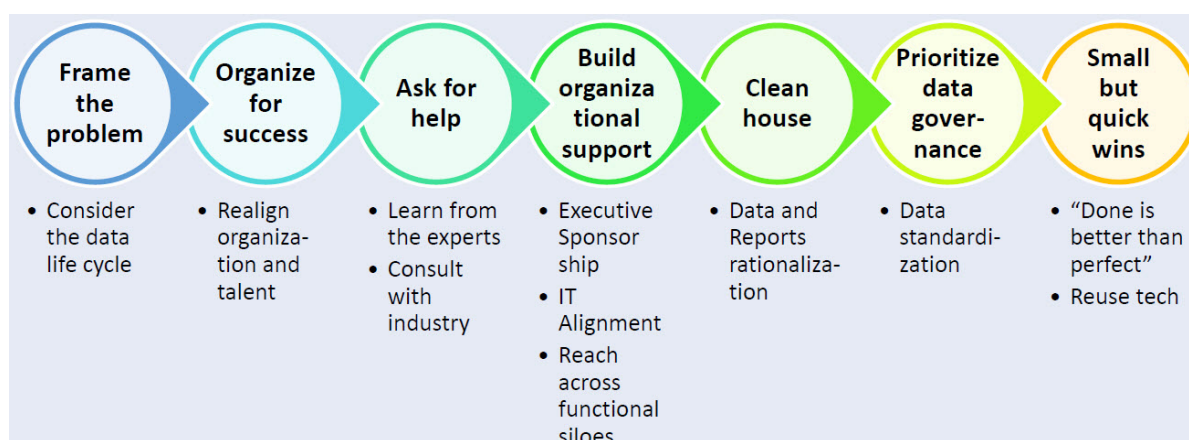 Frame
the
problem
• Consider
the data
life cycle
Organize
for
success
• Realign
organiza-
tion and
talent
Ask for
help
• Learn from
the experts
• Consult
with
industry
Build
organiza
tional
support
• Executive
Sponsor
ship
• IT
Alignment
• Reach
across
functional
siloes
Clean
house
• Data and
Reports
rationaliza-
tion
Prioritize
data
gover-
nance
• Data
standardi-
zation
Small
but
quick
wins
• “Done is
better than
perfect”
• Reuse tech